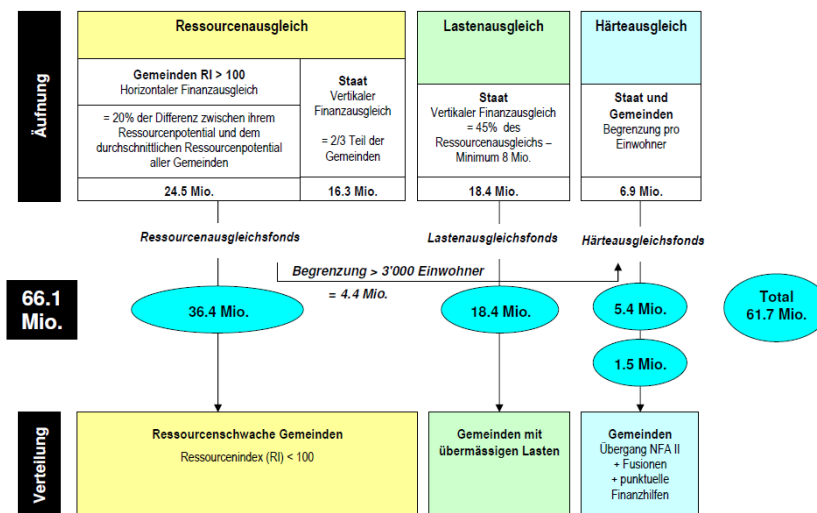 Äufnung
Ressourcenausgleich
Lastenausgleich
Härteausgleich
Gemeinden RI > 100
Horizontaler Finanzausgleich
= 20% der Differenz zwischen ihrem
Ressourcenpotential und dem
durchschnittlichen Ressourcenpotential
aller Gemeinden
24.5 Mio.
Staat
Vertikaler
Finanzausgleich
= 2/3 Teil der
Gemeinden
16.3 Mio.
Staat
Vertikaler Finanzausgleich
= 45% des
Ressourcenausgleichs –
Minimum 8 Mio.
18.4 Mio.
Staat und
Gemeinden
Begrenzung pro
Einwohner
6.9 Mio.
Ressourcenausgleichsfonds
Lastenausgleichsfonds
Härteausgleichsfonds
Begrenzung > 3'000 Einwohner
= 4.4 Mio.
66.1
Mio.
36.4 Mio.
18.4 Mio.
5.4 Mio.
1.5 Mio.
Total
61.7 Mio.
Verteilung
Ressourcenschwache Gemeinden
Ressourcenindex (RI) < 100
Gemeinden mit
übermässigen Lasten
Gemeinden
Übergang NFA II
+ Fusionen
+ punktuelle
Finanzhilfen